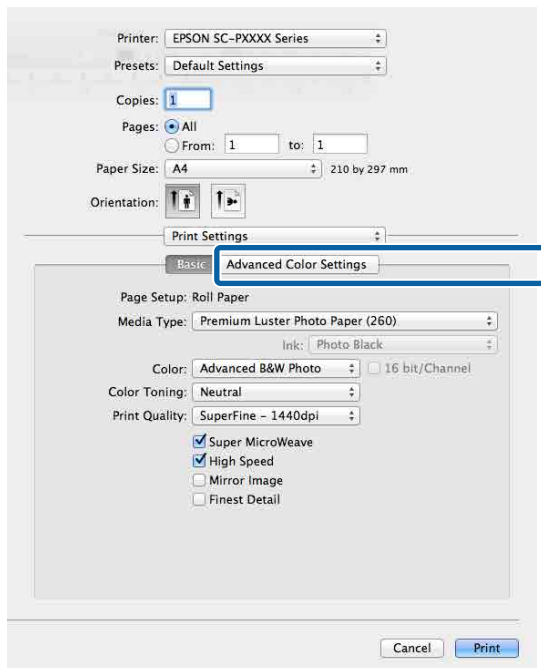 Printer: EPSON SC-PXXXX Series
Presets: Default Settings
Copies: 1
Pages: All
From: 1 to: 1
Paper Size: A4 210 by 297 mm
Orientation:
Print Settings
Basic Advanced Color Settings
Page Setup: Roll Paper
Media Type: Premium Luster Photo Paper (260)
Ink: Photo Black
Color: Advanced B&W Photo 16 bit/Channel
Color Toning: Neutral
Print Quality: SuperFine - 1440dpi
Super MicroWeave
High Speed
Mirror Image
Finest Detail
Cancel Print